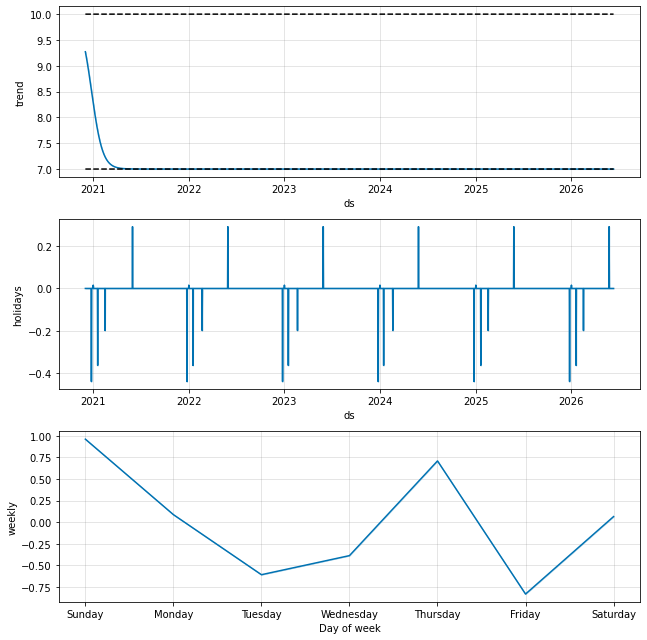 10.0
9.5
9.0
8.5
8.0
7.5
7.0
trend
2021 2022 2023 2024 2025 2026
ds
0.2
0.0
−0.2
−0.4
holidays
2021 2022 2023 2024 2025 2026
ds
1.00
0.75
0.50
0.25
0.00
−0.25
−0.50
−0.75
weekly
Sunday Monday Tuesday Wednesday Thursday Friday Saturday
Day of week